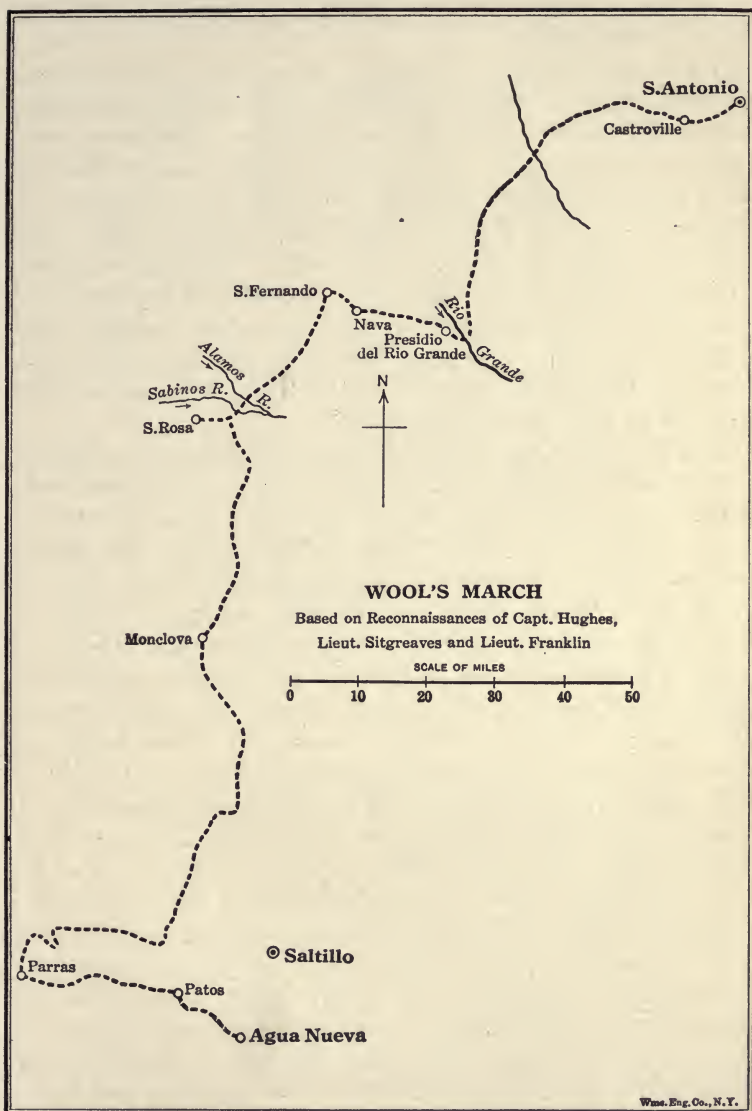 S.Antonio
Castroville
S.Fernando
Nava
Presidio
del Rio Grande
Rio
Grande
Alamos
R.
Sabinos R.
S.Rosa
N
WOOL'S MARCH
Based on Reconnaissances of Capt. Hughes,
Lieut. Sitgreaves and Lieut. Franklin
SCALE OF MILES
0 10 20 30 40 50
Monclova
Saltillo
Parras
Patos
Agua Nueva
Wms.Eng.Co.,N.Y.